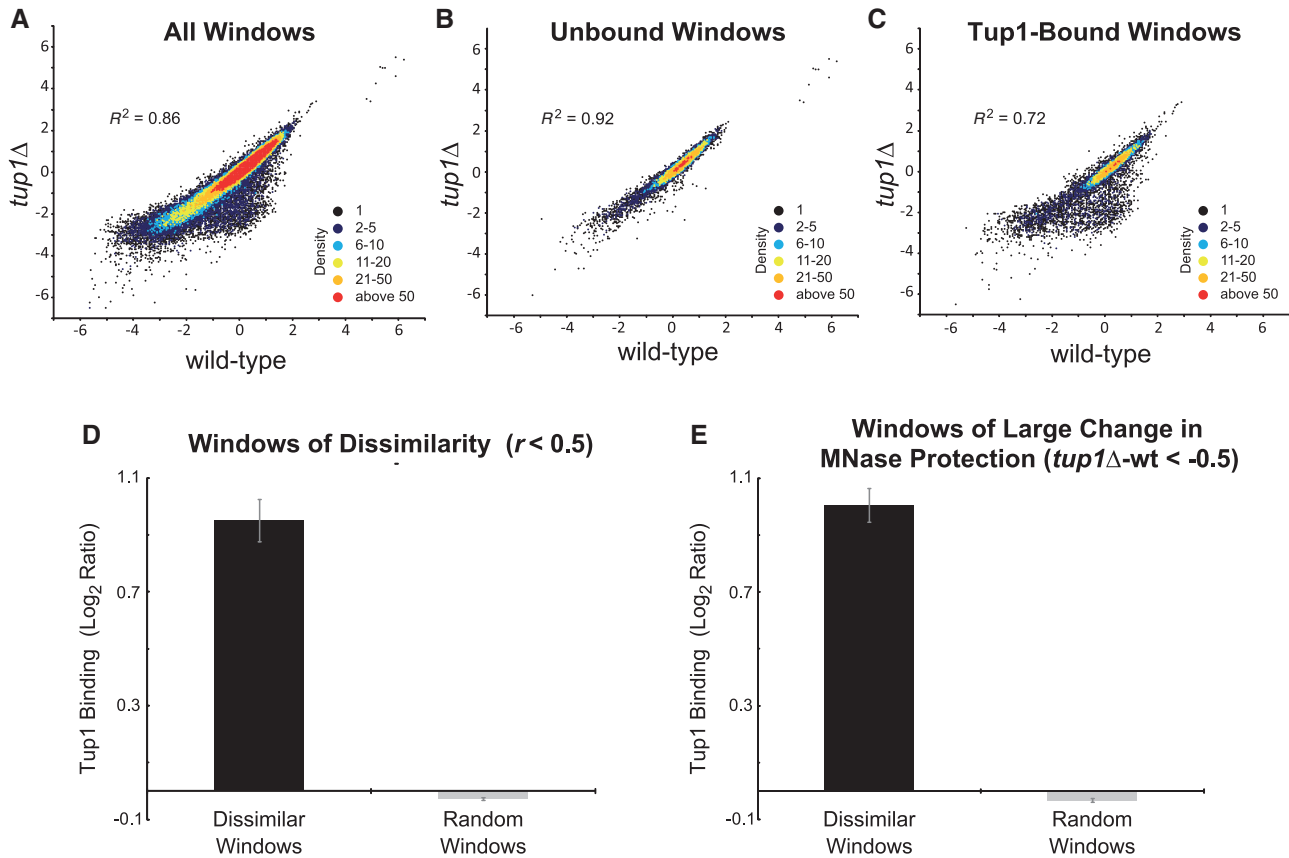 A
All Windows
6
4
2
0
-2
-4
-6
tup1Δ
R² = 0.86
Density
1
2-5
6-10
11-20
21-50
above 50
-6
-2
0
2
4
6
wild-type
B
Unbound Windows
6
4
2
0
-2
-4
-6
R² = 0.92
Density
1
2-5
6-10
11-20
21-50
above 50
-6
-2
0
2
4
6
wild-type
C
Tup1-Bound Windows
6
4
2
0
-2
-4
-6
R² = 0.72
Density
1
2-5
6-10
11-20
21-50
above 50
-6
-2
0
2
4
6
wild-type
D
Windows of Dissimilarity (r < 0.5)
Tup1 Binding (Log₂ Ratio)
1.1
0.7
0.3
-0.1
Dissimilar
Windows
Random
Windows
E
Windows of Large Change in
MNase Protection (tup1Δ-wt < -0.5)
Tup1 Binding (Log₂ Ratio)
1.1
0.7
0.3
-0.1
Dissimilar
Windows
Random
Windows